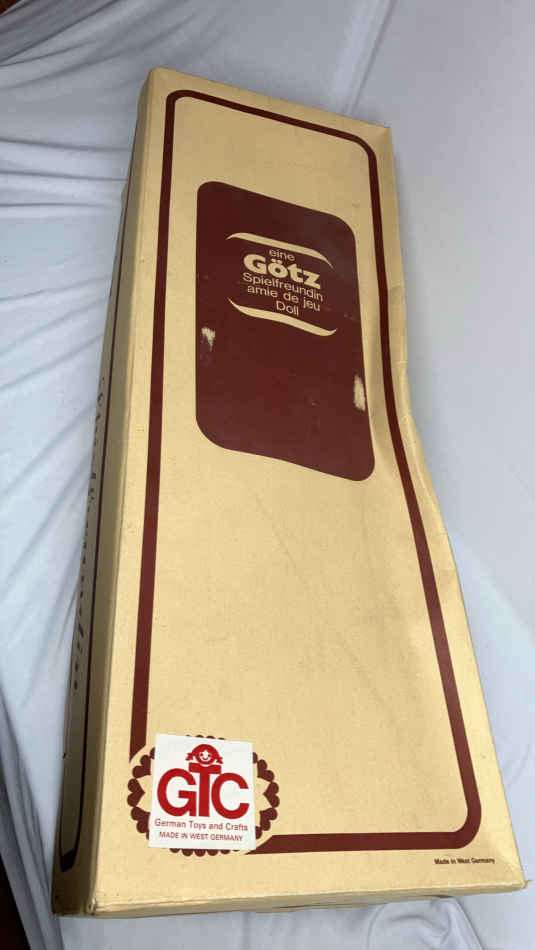 eine
Götz
Spielfreundin
amie de jeu
Doll
GTC
German Toys and Crafts
MADE IN WEST GERMANY
Made in West Germany